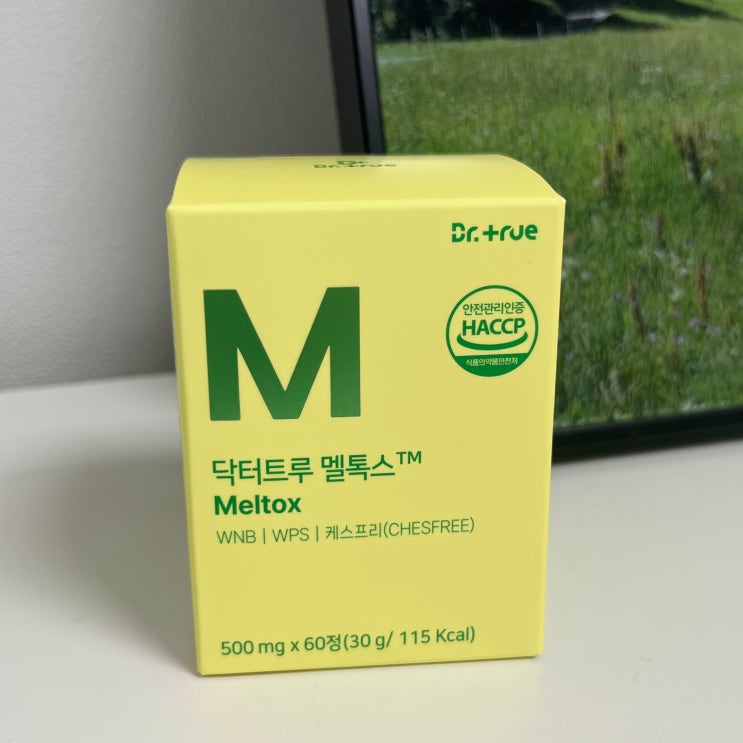 Dr.
Dr.true
Dr.true
M
안전관리인증
HACCP
식품의약품안전처
닥터트루 멜톡스™
Meltox
WNB | WPS | 케스프리(CHESFREE)
500 mg x 60정(30 g/ 115 Kcal)